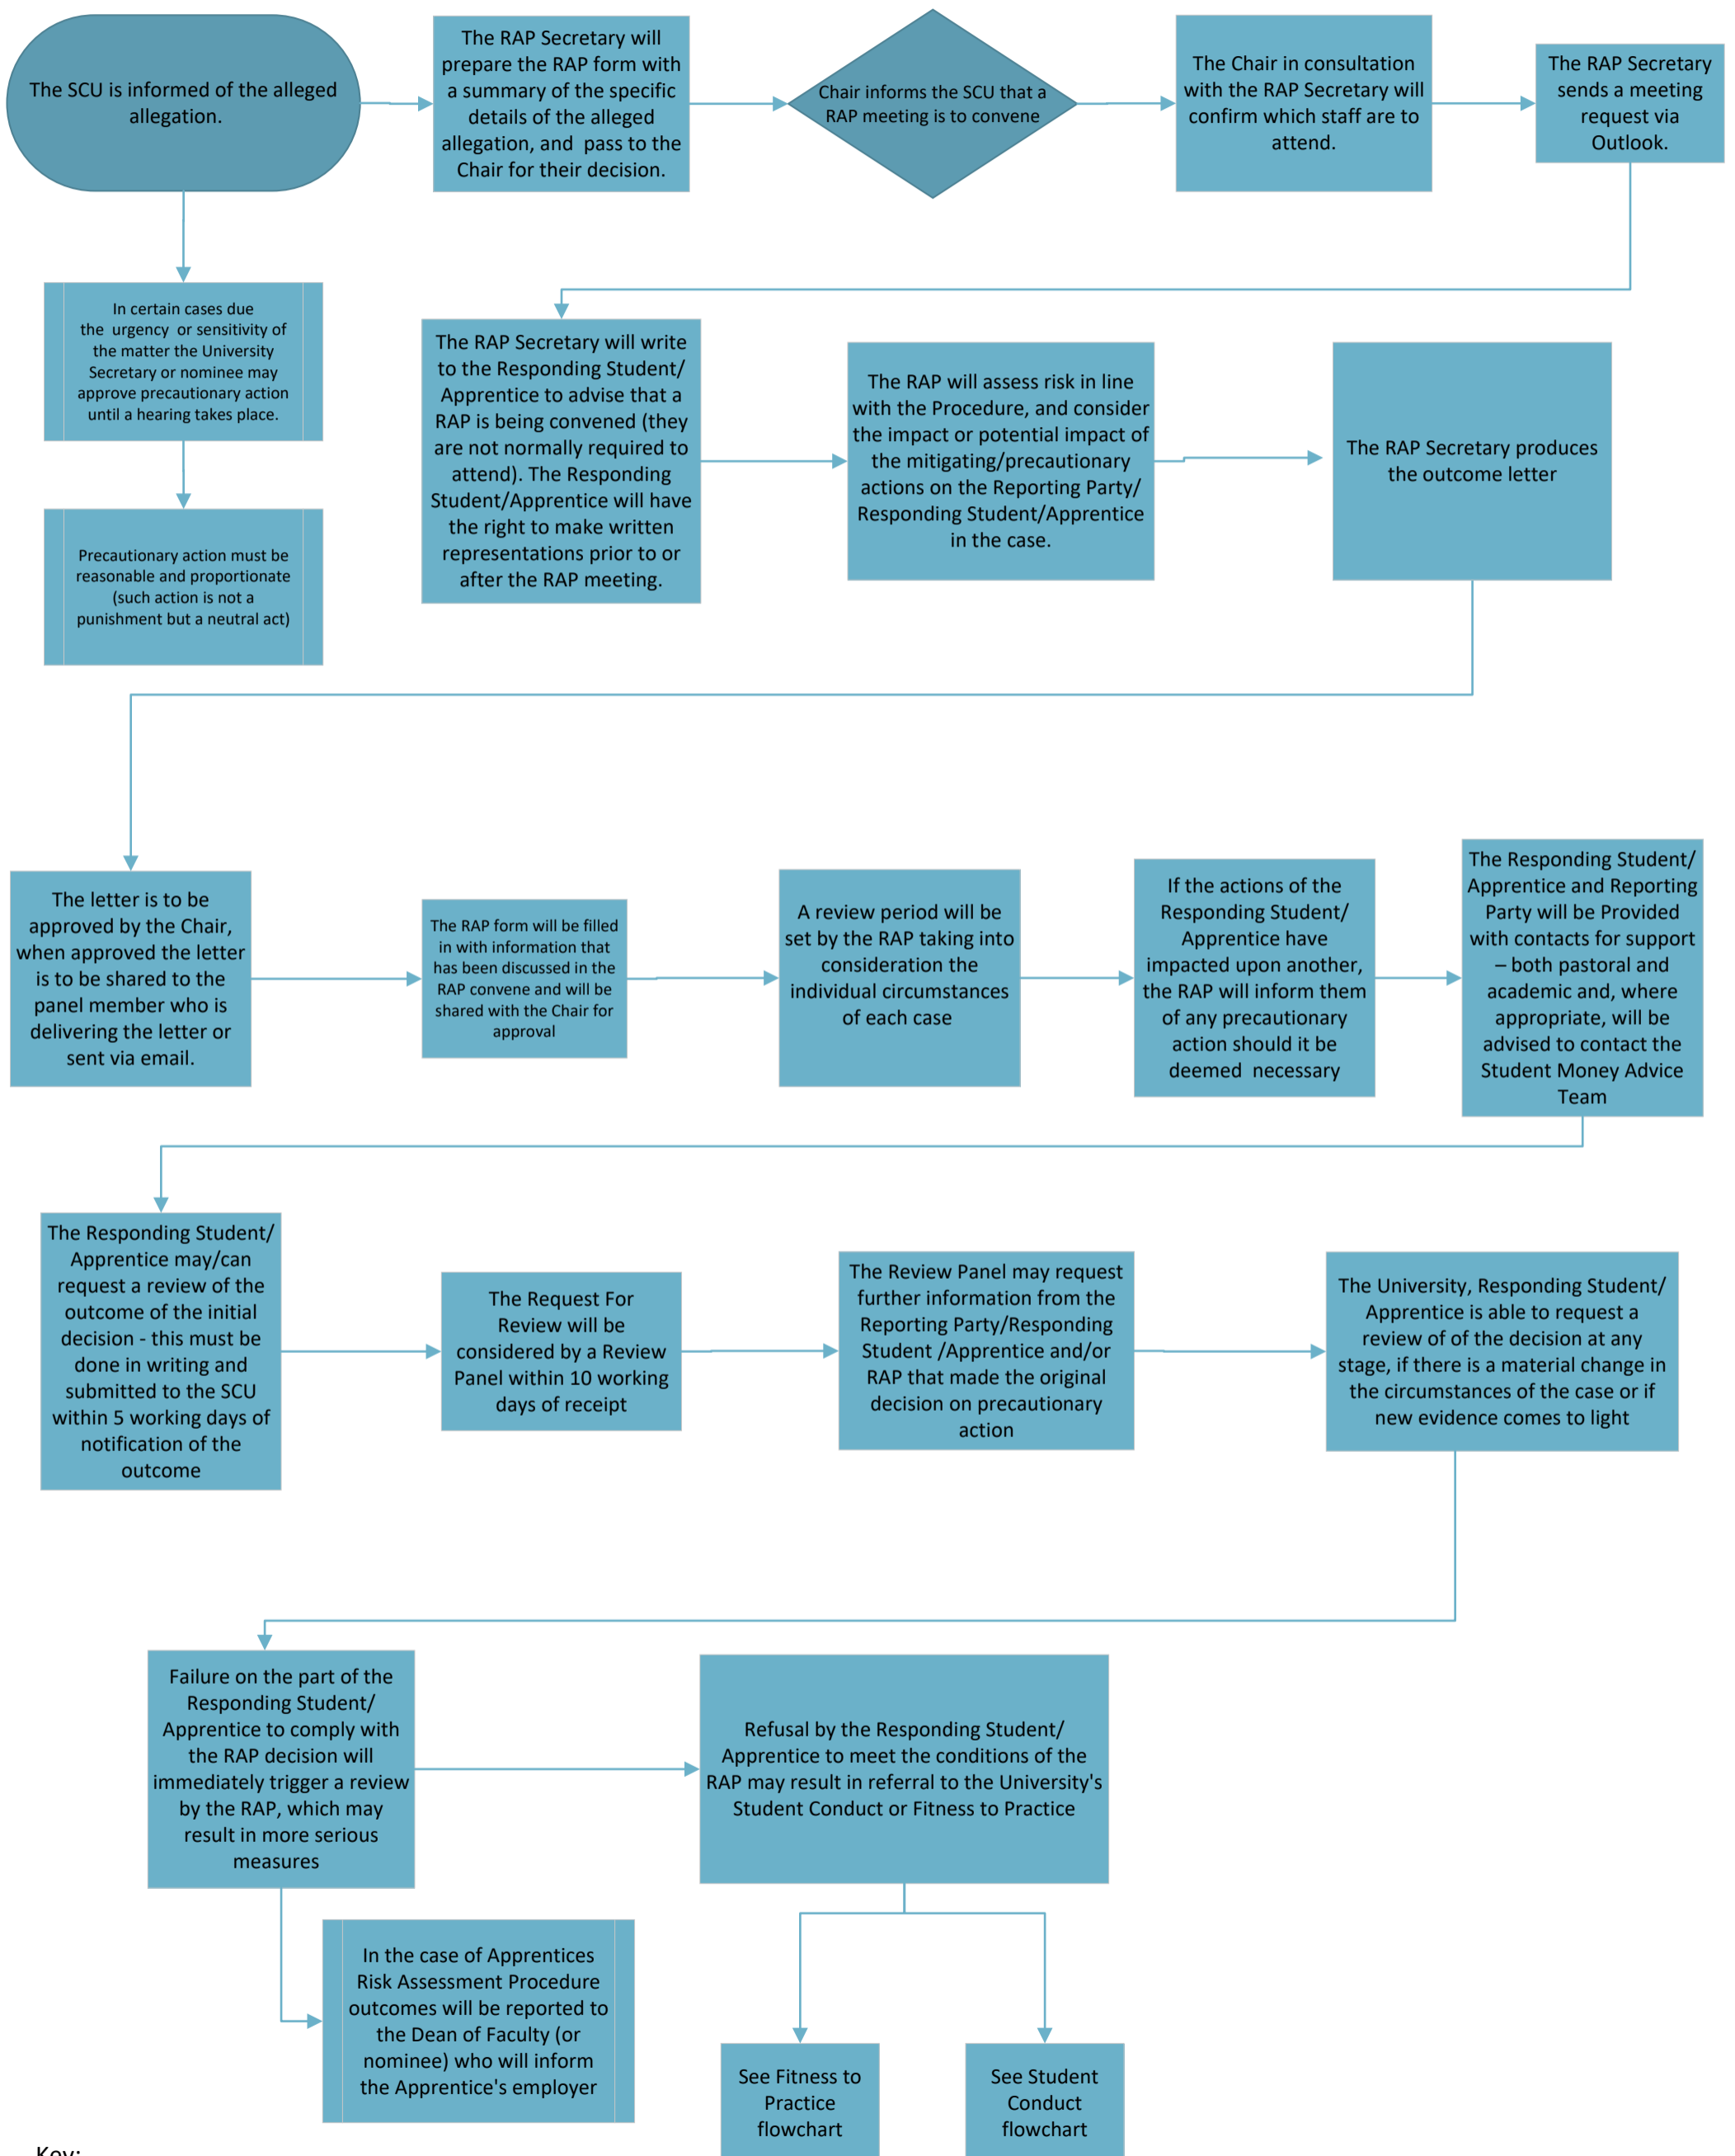 The SCU is informed of the alleged
allegation.
The RAP Secretary will
prepare the RAP form with
a summary of the specific
details of the alleged
allegation, and  pass to the
Chair for their decision.
Chair informs the SCU that a
RAP meeting is to convene
The Chair in consultation
with the RAP Secretary will
confirm which staff are to
attend.
The RAP Secretary
sends a meeting
request via
Outlook.
In certain cases due
the  urgency  or sensitivity of
the matter the University
Secretary or nominee may
approve precautionary action
until a hearing takes place.
Precautionary action must be
reasonable and proportionate
(such action is not a
punishment but a neutral act)
The RAP Secretary will write
to the Responding Student/
Apprentice to advise that a
RAP is being convened (they
are not normally required to
attend). The Responding
Student/Apprentice will have
the right to make written
representations prior to or
after the RAP meeting.
The RAP will assess risk in line
with the Procedure, and consider
the impact or potential impact of
the mitigating/precautionary
actions on the Reporting Party/
Responding Student/Apprentice
in the case.
The RAP Secretary produces
the outcome letter
The letter is to be
approved by the Chair,
when approved the letter
is to be shared to the
panel member who is
delivering the letter or
sent via email.
The RAP form will be filled
in with information that
has been discussed in the
RAP convene and will be
shared with the Chair for
approval
A review period will be
set by the RAP taking into
consideration the
individual circumstances
of each case
If the actions of the
Responding Student/
Apprentice have
impacted upon another,
the RAP will inform them
of any precautionary
action should it be
deemed  necessary
The Responding Student/
Apprentice and Reporting
Party will be Provided
with contacts for support
– both pastoral and
academic and, where
appropriate, will be
advised to contact the
Student Money Advice
Team
The Responding Student/
Apprentice may/can
request a review of the
outcome of the initial
decision - this must be
done in writing and
submitted to the SCU
within 5 working days of
notification of the
outcome
The Request For
Review will be
considered by a Review
Panel within 10 working
days of receipt
The Review Panel may request
further information from the
Reporting Party/Responding
Student /Apprentice and/or
RAP that made the original
decision on precautionary
action
The University, Responding Student/
Apprentice is able to request a
review of of the decision at any
stage, if there is a material change in
the circumstances of the case or if
new evidence comes to light
Failure on the part of the
Responding Student/
Apprentice to comply with
the RAP decision will
immediately trigger a review
by the RAP, which may
result in more serious
measures
Refusal by the Responding Student/
Apprentice to meet the conditions of the
RAP may result in referral to the University's
Student Conduct or Fitness to Practice
In the case of Apprentices
Risk Assessment Procedure
outcomes will be reported to
the Dean of Faculty (or
nominee) who will inform
the Apprentice's employer
See Fitness to
Practice
flowchart
See Student
Conduct
flowchart
Key: